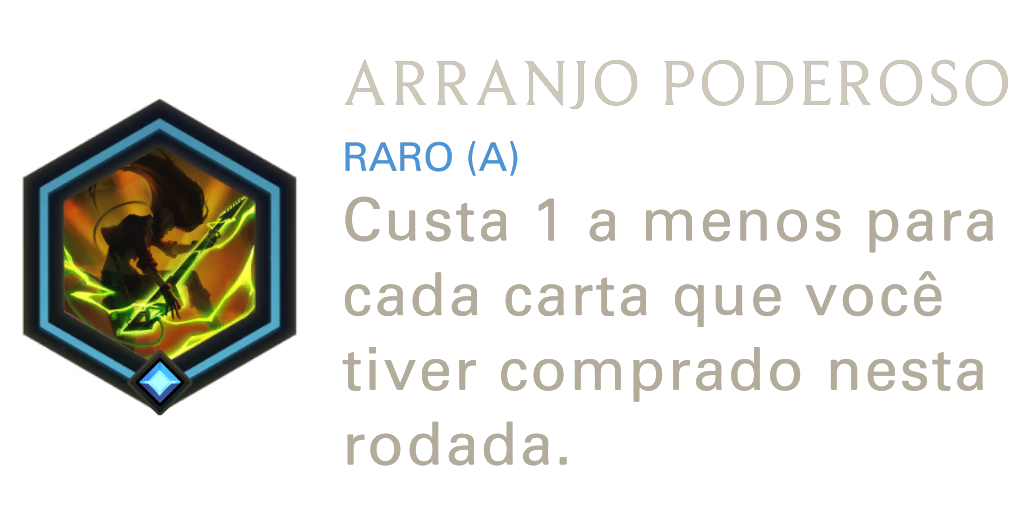 ARRANJO PODEROSO
RARO (A)
Custa 1 a menos para
cada carta que você
tiver comprado nesta
rodada.